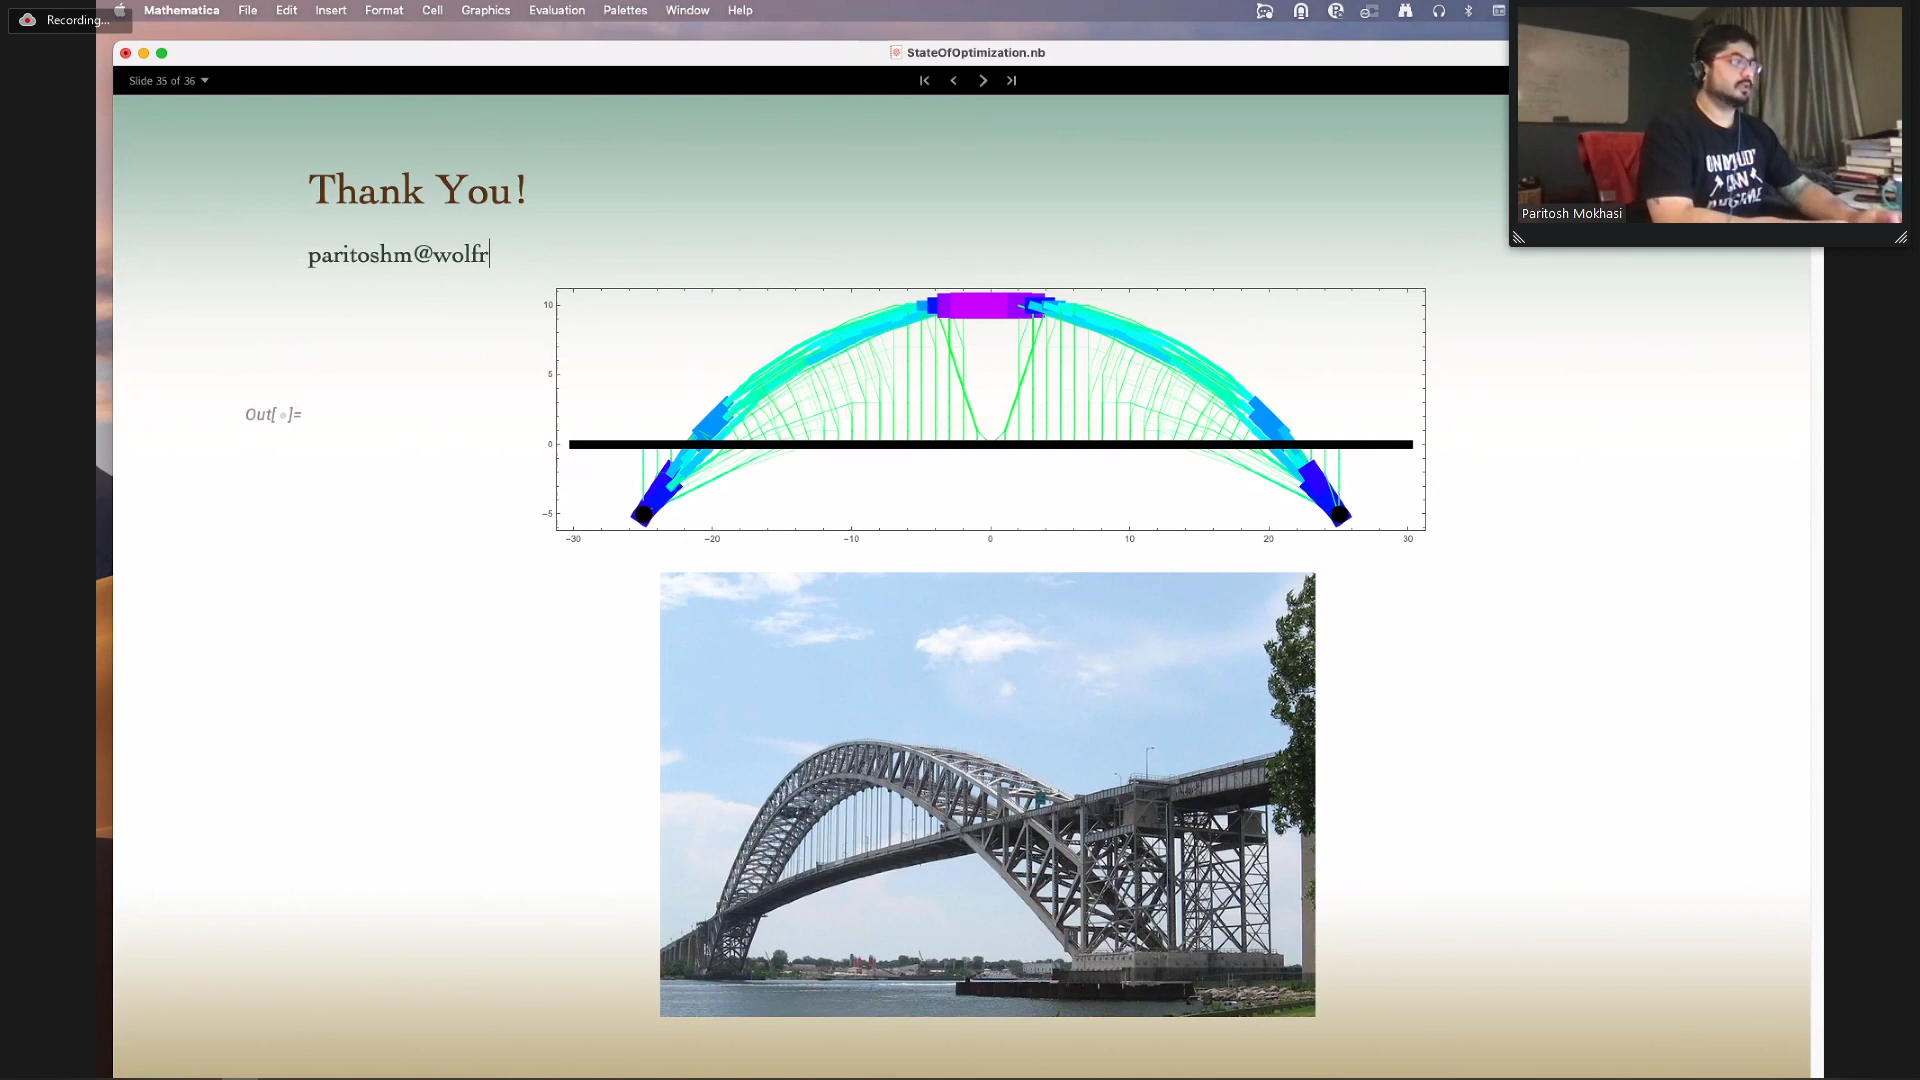 Recording...
Mathematica File Edit Insert Format Cell Graphics Evaluation Palettes Window Help
StateOfOptimization.nb
Slide 35 of 36
Paritosh Mokhasi
Thank You!
paritoshm@wolfr
Out[ ]=
10
5
0
-5
-30 -20 -10 0 10 20 30